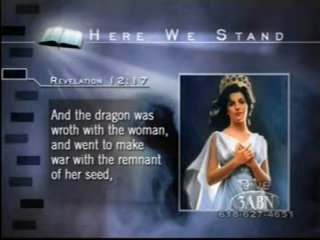 HERE WE STAND
REVELATION 12:17
And the dragon was
wroth with the woman,
and went to make
war with the remnant
of her seed,
LIVE
3ABN
618-627-4651